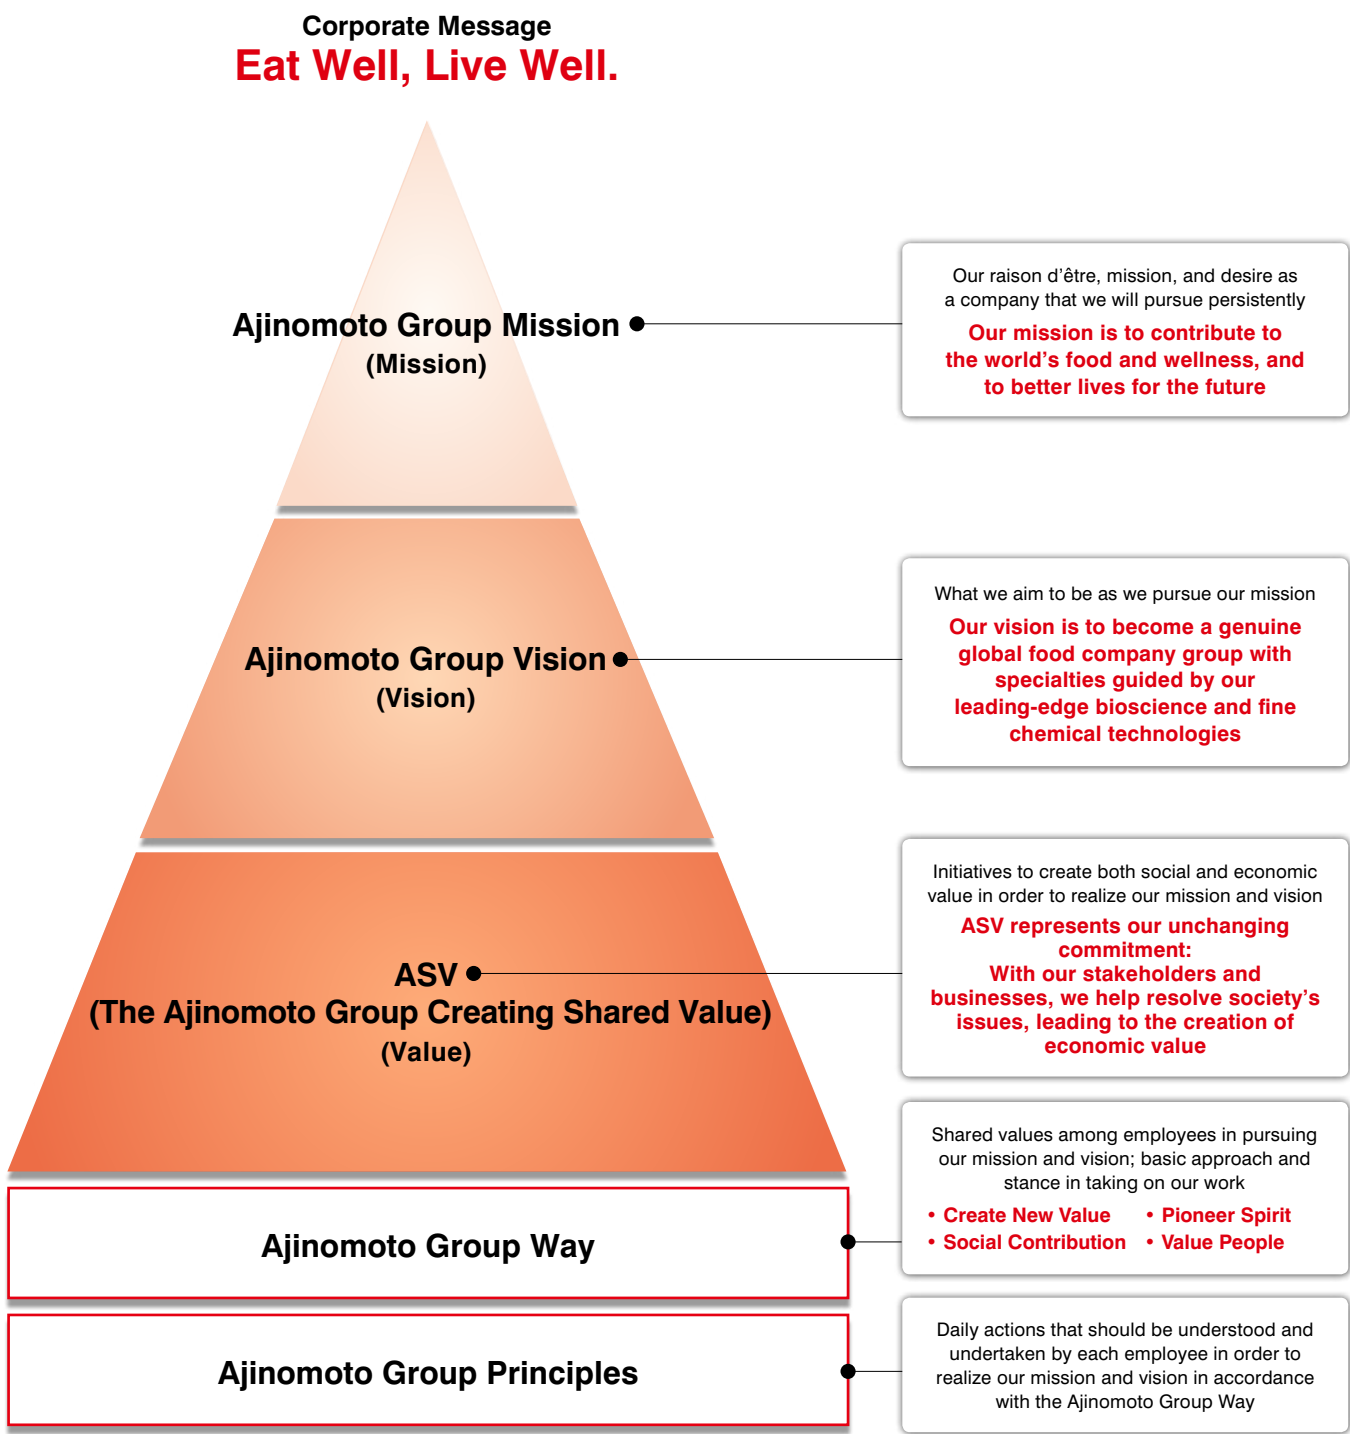 Corporate Message
Eat Well, Live Well.
Ajinomoto Group Mission
(Mission)
Our raison d’être, mission, and desire as
a company that we will pursue persistently
Our mission is to contribute to
the world’s food and wellness, and
to better lives for the future
Ajinomoto Group Vision
(Vision)
What we aim to be as we pursue our mission
Our vision is to become a genuine
global food company group with
specialties guided by our
leading-edge bioscience and fine
chemical technologies
ASV
(The Ajinomoto Group Creating Shared Value)
(Value)
Initiatives to create both social and economic
value in order to realize our mission and vision
ASV represents our unchanging
commitment:
With our stakeholders and
businesses, we help resolve society’s
issues, leading to the creation of
economic value
Ajinomoto Group Way
Shared values among employees in pursuing
our mission and vision; basic approach and
stance in taking on our work
• Create New Value • Pioneer Spirit
• Social Contribution • Value People
Ajinomoto Group Principles
Daily actions that should be understood and
undertaken by each employee in order to
realize our mission and vision in accordance
with the Ajinomoto Group Way